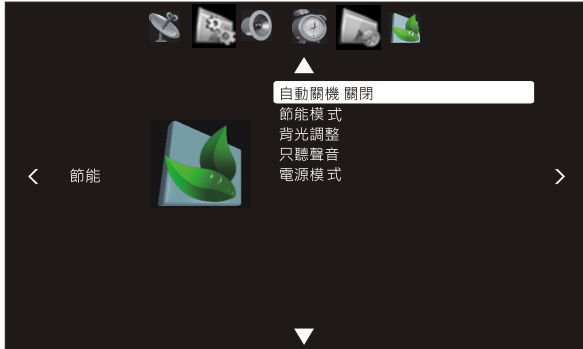 自動關機 關閉
節能模式
背光調整
只聽聲音
電源模式
節能